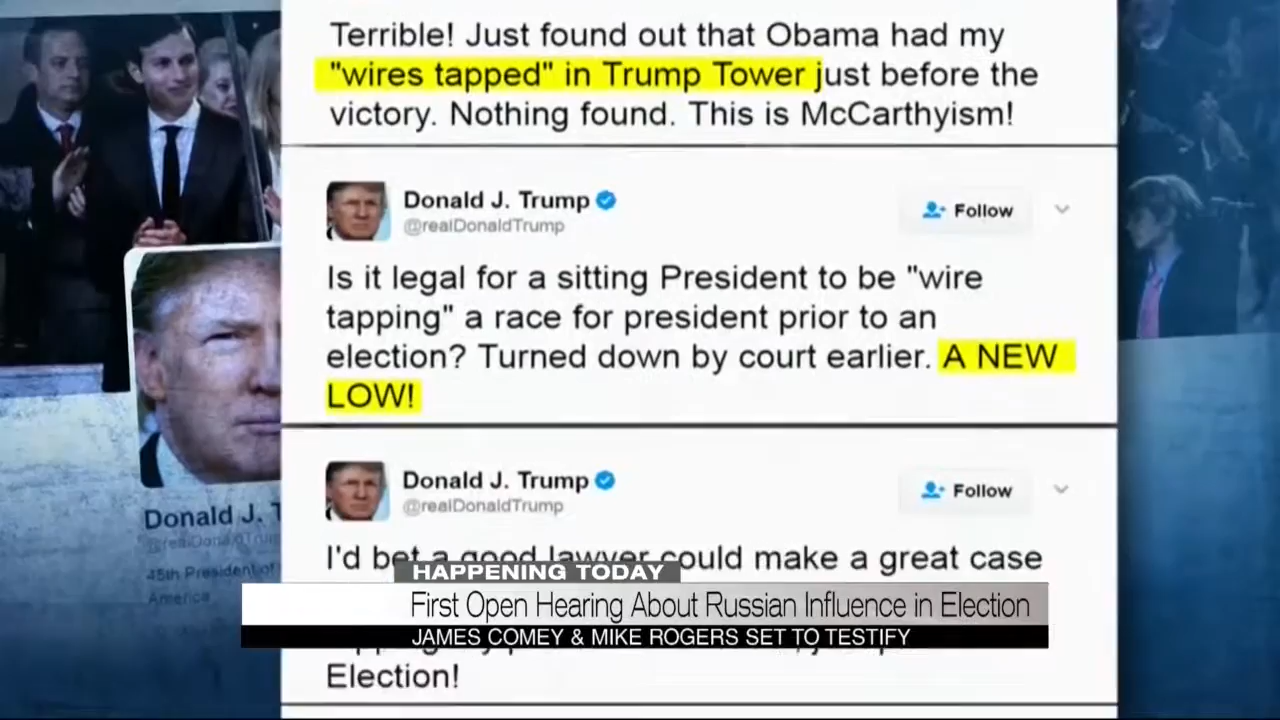 Terrible! Just found out that Obama had my
"wires tapped" in Trump Tower just before the
victory. Nothing found. This is McCarthyism!
Donald J. Trump
@realDonaldTrump
Follow
Is it legal for a sitting President to be "wire
tapping" a race for president prior to an
election? Turned down by court earlier. A NEW
LOW!
Donald J. Trump
@realDonaldTrump
Follow
I'd bet a good lawyer could make a great case
Election!
Donald J. T
45th President of
America
HAPPENING TODAY
First Open Hearing About Russian Influence in Election
JAMES COMEY & MIKE ROGERS SET TO TESTIFY